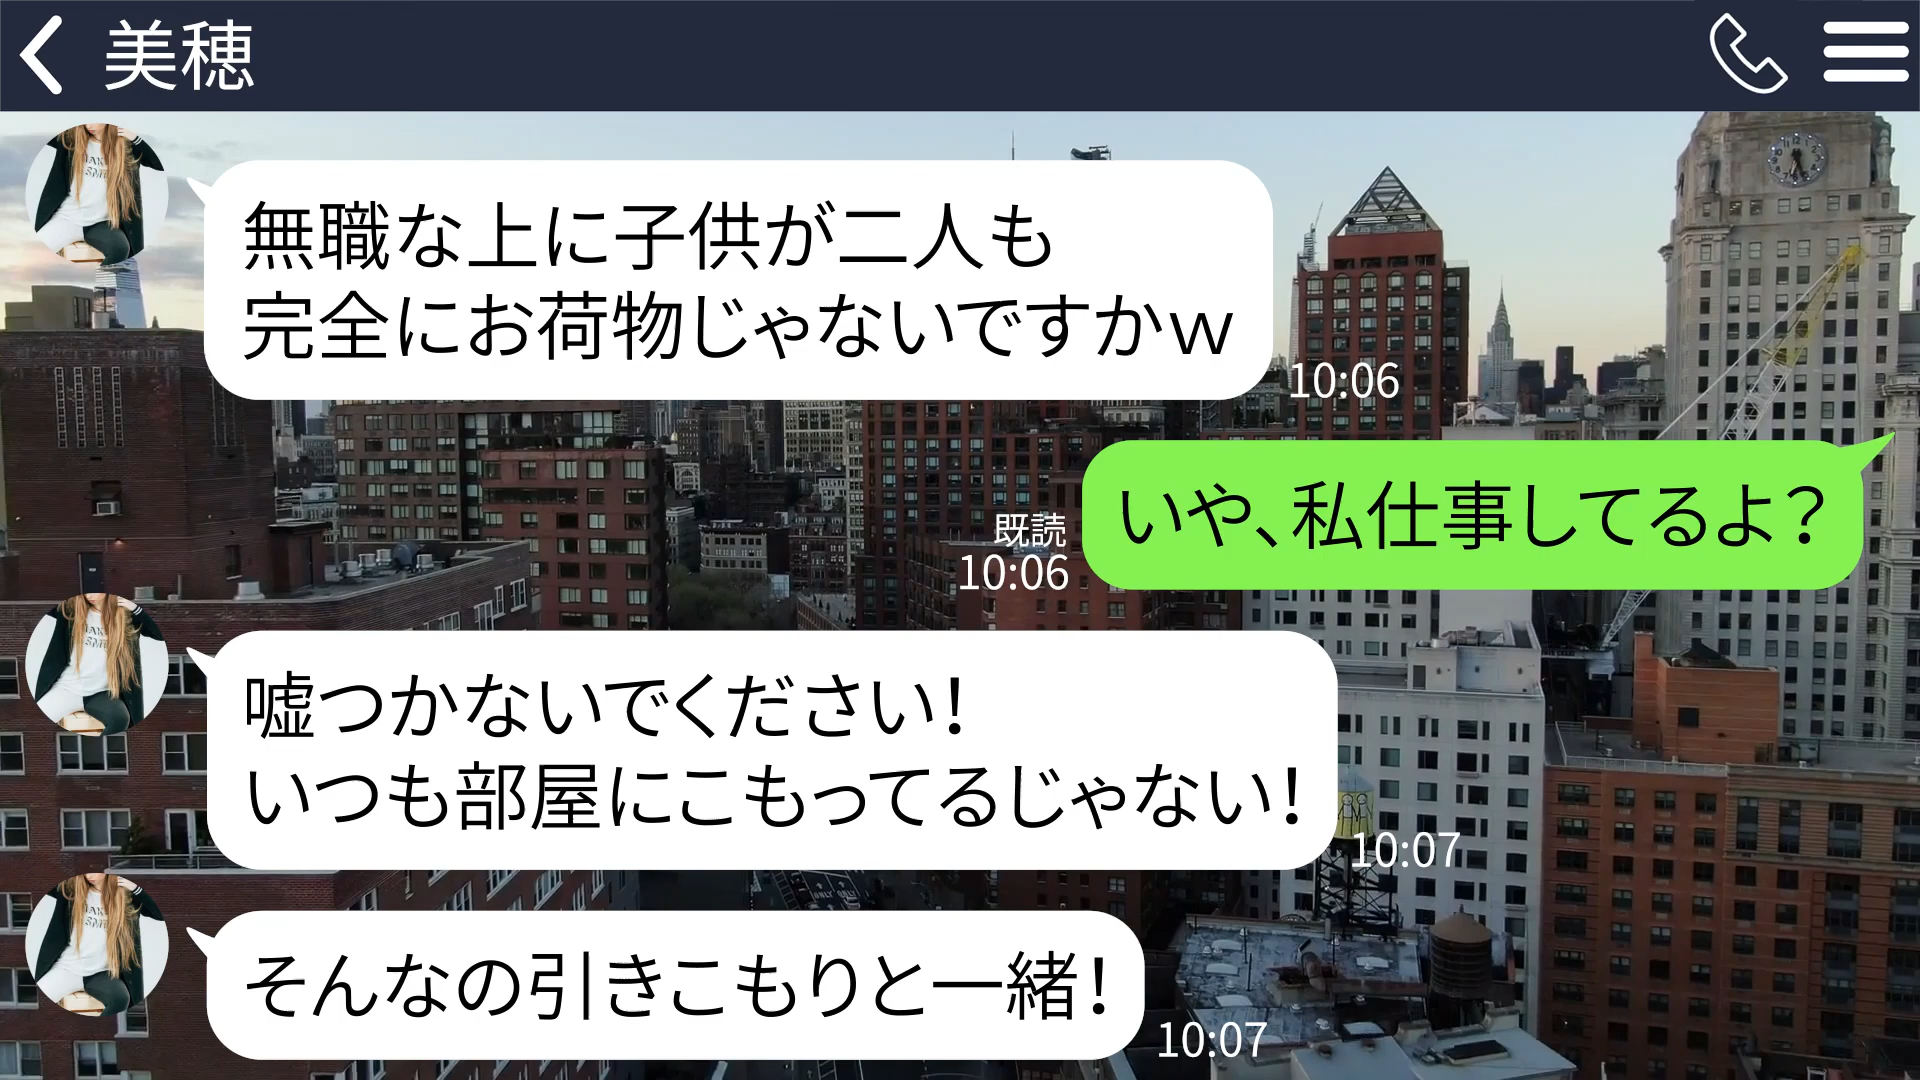 美穂
無職な上に子供が二人も
完全にお荷物じゃないですかw
10:06
いや、私仕事してるよ？
既読
10:06
嘘つかないでください！
いつも部屋にこもってるじゃない！
10:07
そんなの引きこもりと一緒！
10:07